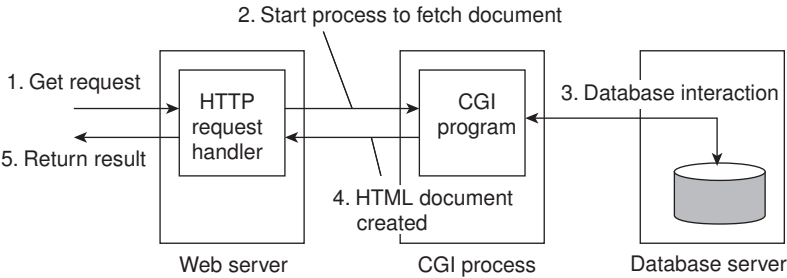 2. Start process to fetch document
1. Get request
HTTP
request
handler
CGI
program
3. Database interaction
5. Return result
4. HTML document
created
Web server
CGI process
Database server